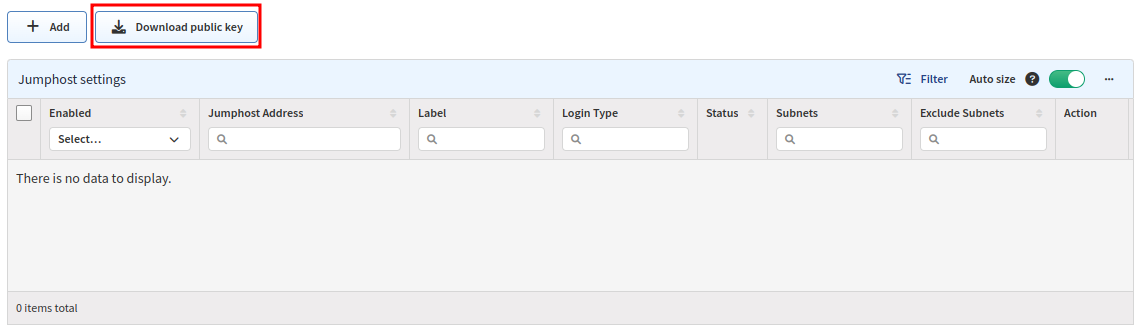 Add Download public key
Jumphost settings Filter Auto size ? ...
Enabled Jumphost Address Label Login Type Status Subnets Exclude Subnets Action
Select...
There is no data to display.
0 items total